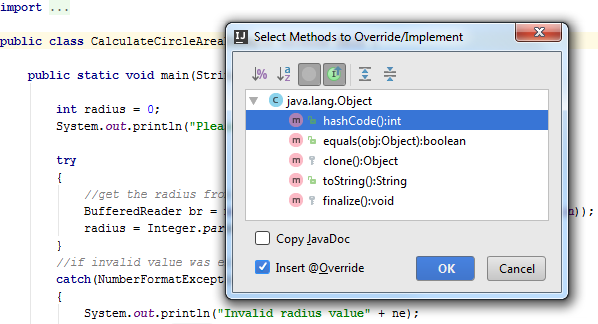 import ...
Select Methods to Override/Implement
public class CalculateCircleArea
public static void main(Stri
java.lang.Object
int radius = 0;
hashCode():int
System.out.println("Plea
equals(obj:Object):boolean
try
clone():Object
{
toString():String
//get the radius fro
finalize():void
BufferedReader br = 
));
radius = Integer.par
}
Copy JavaDoc
//if invalid value was e
Insert @Override
OK
Cancel
catch(NumberFormatExcept
{
System.out.println("Invalid radius value" + ne);